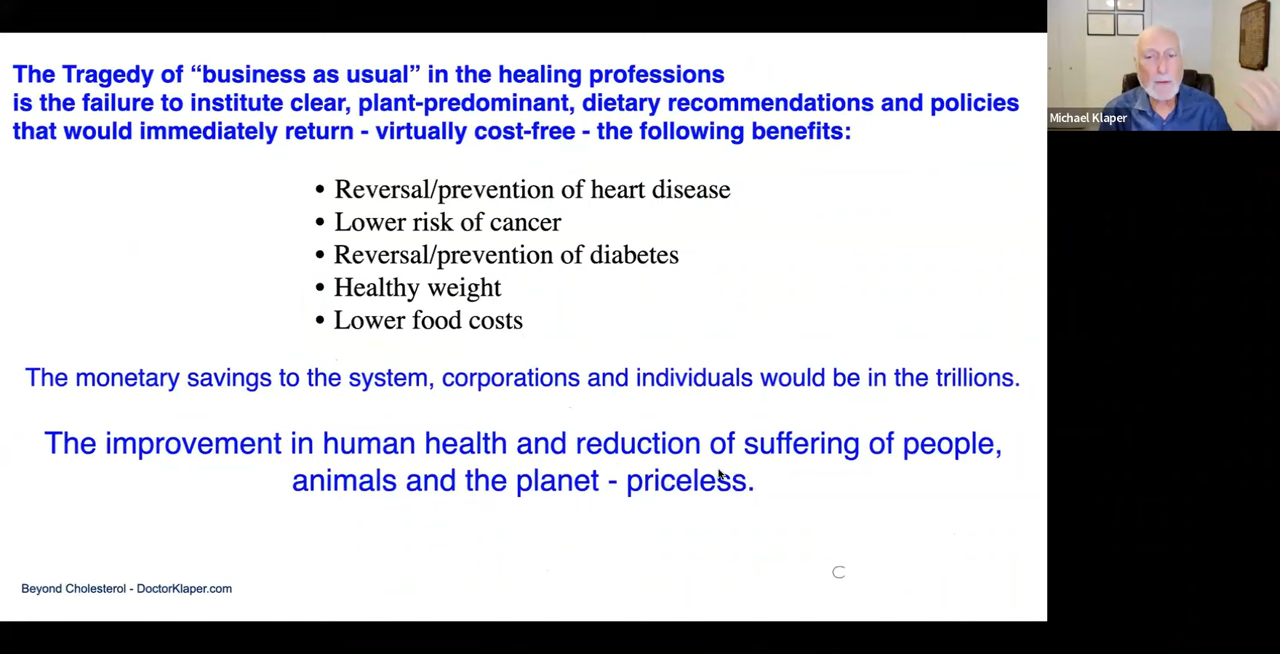 The Tragedy of “business as usual” in the healing professions
is the failure to institute clear, plant-predominant, dietary recommendations and policies
that would immediately return - virtually cost-free - the following benefits:
• Reversal/prevention of heart disease
• Lower risk of cancer
• Reversal/prevention of diabetes
• Healthy weight
• Lower food costs
The monetary savings to the system, corporations and individuals would be in the trillions.
The improvement in human health and reduction of suffering of people,
animals and the planet - priceless.
Beyond Cholesterol - DoctorKlaper.com
Michael Klaper